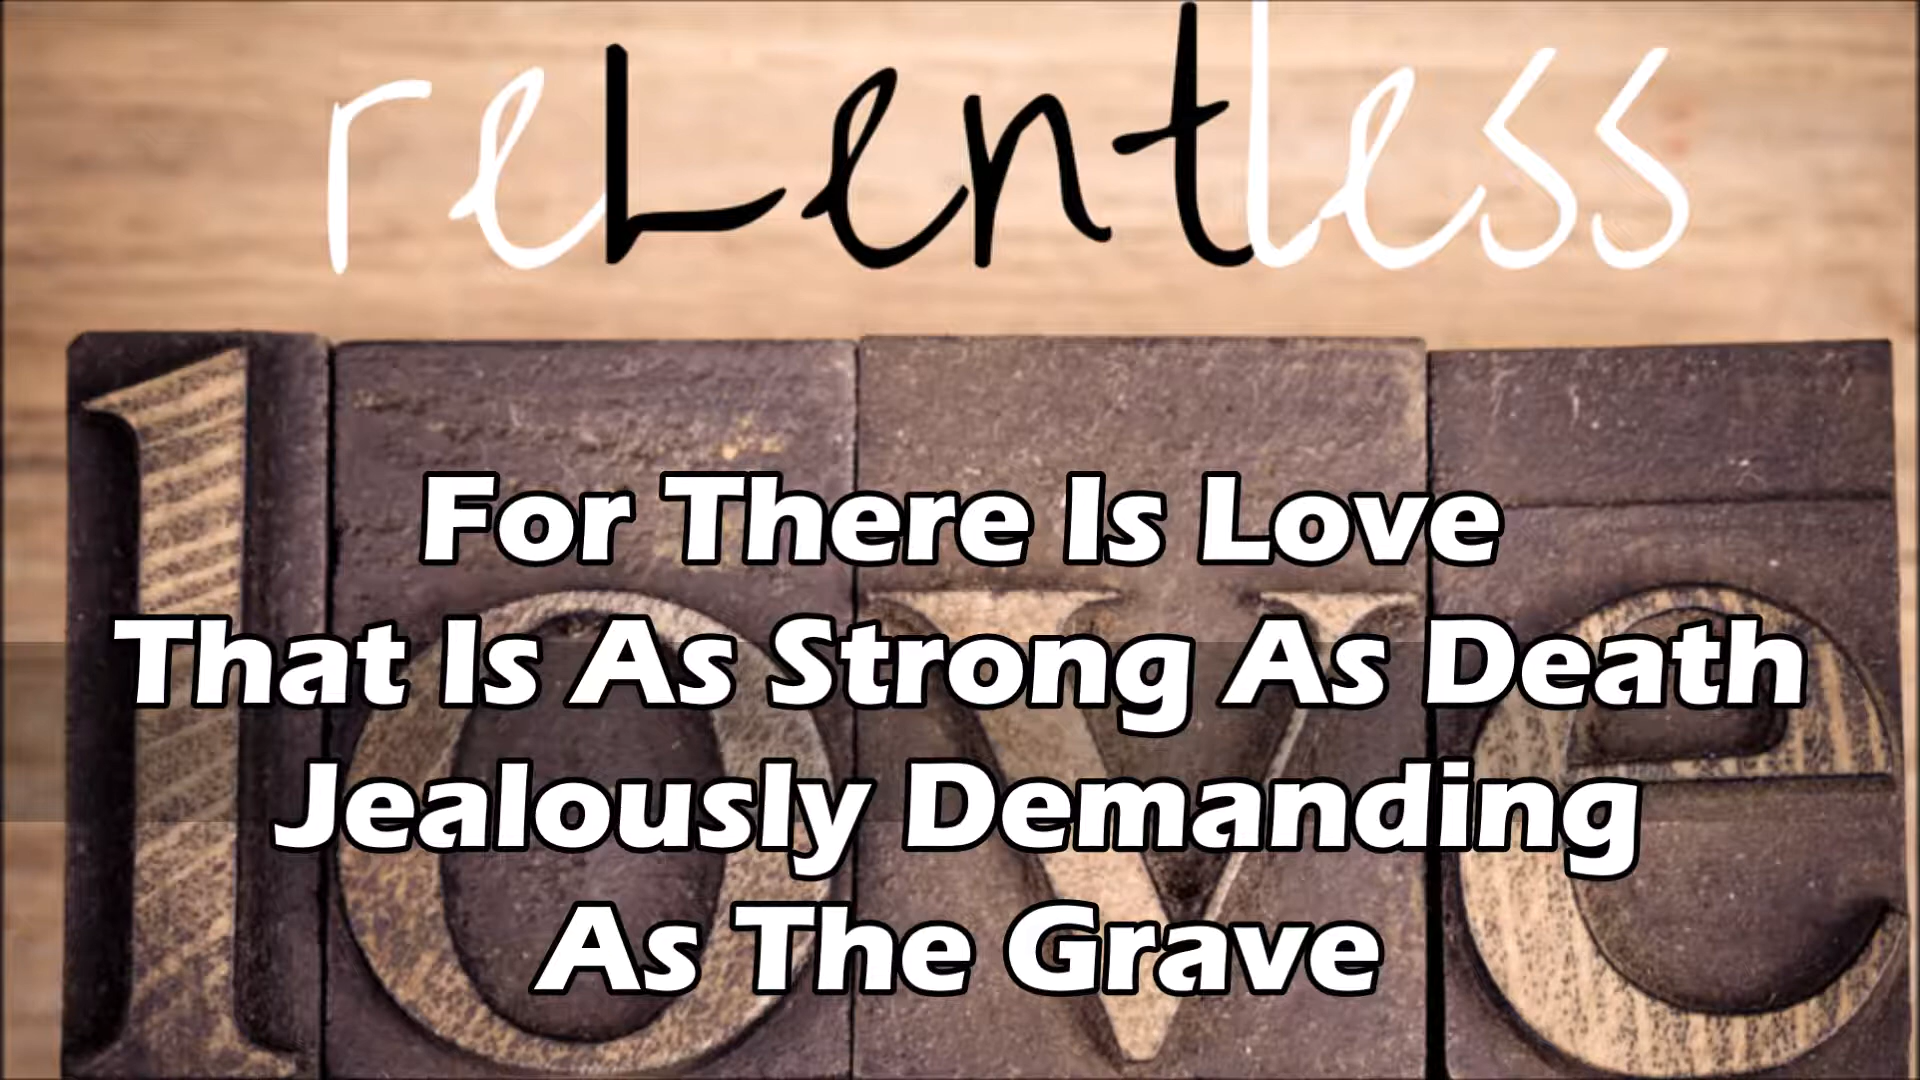 reLentless
love
For There Is Love
That Is As Strong As Death
Jealously Demanding
As The Grave